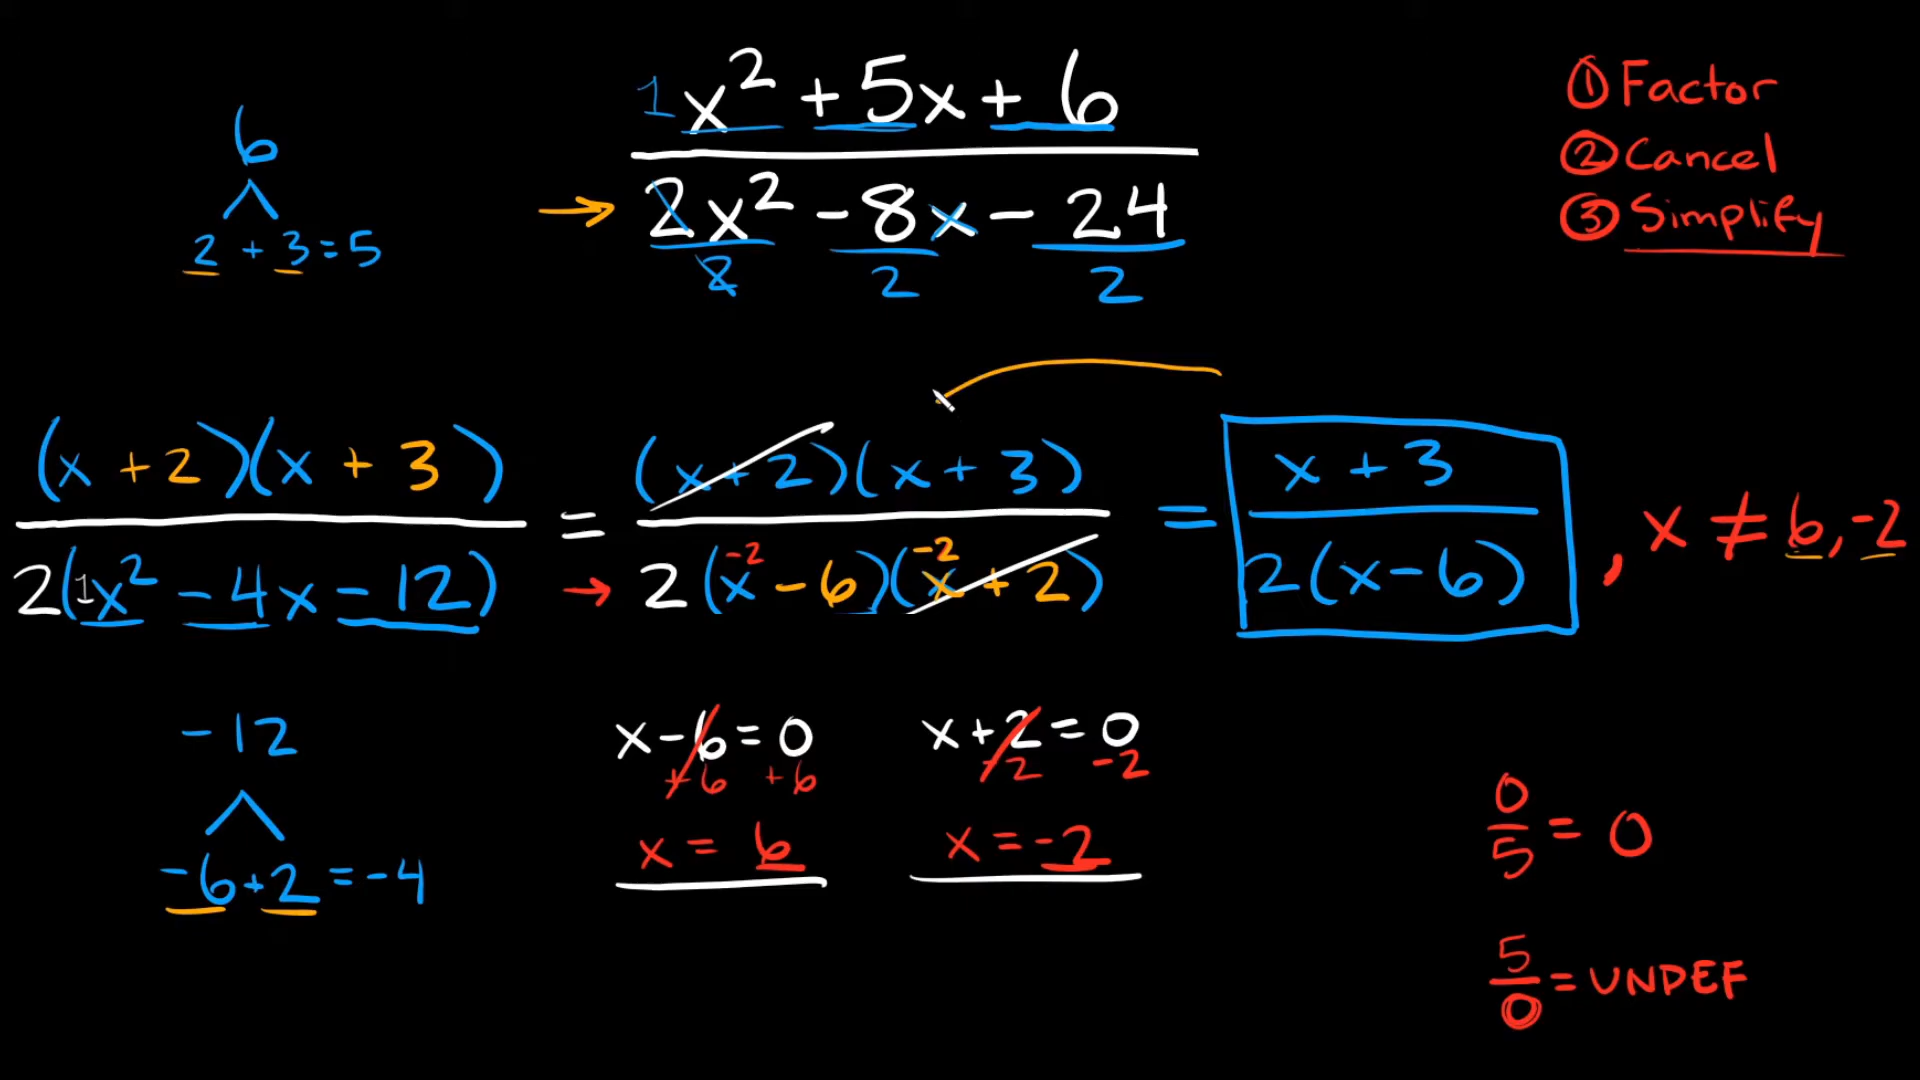 1x² + 5x + 6
2x² - 8x - 24
2 2 2
6
2 + 3 = 5
① Factor
② Cancel
③ Simplify
(x + 2)(x + 3)
2(1x² - 4x - 12)
=
(x + 2)(x + 3)
-2 -2
2(x - 6)(x + 2)
=
x + 3
2(x - 6)
, x ≠ 6, -2
-12
-6 + 2 = -4
x - 6 = 0
+6 +6
x = 6
x + 2 = 0
-2 -2
x = -2
0/5 = 0
5/0 = UNDEF